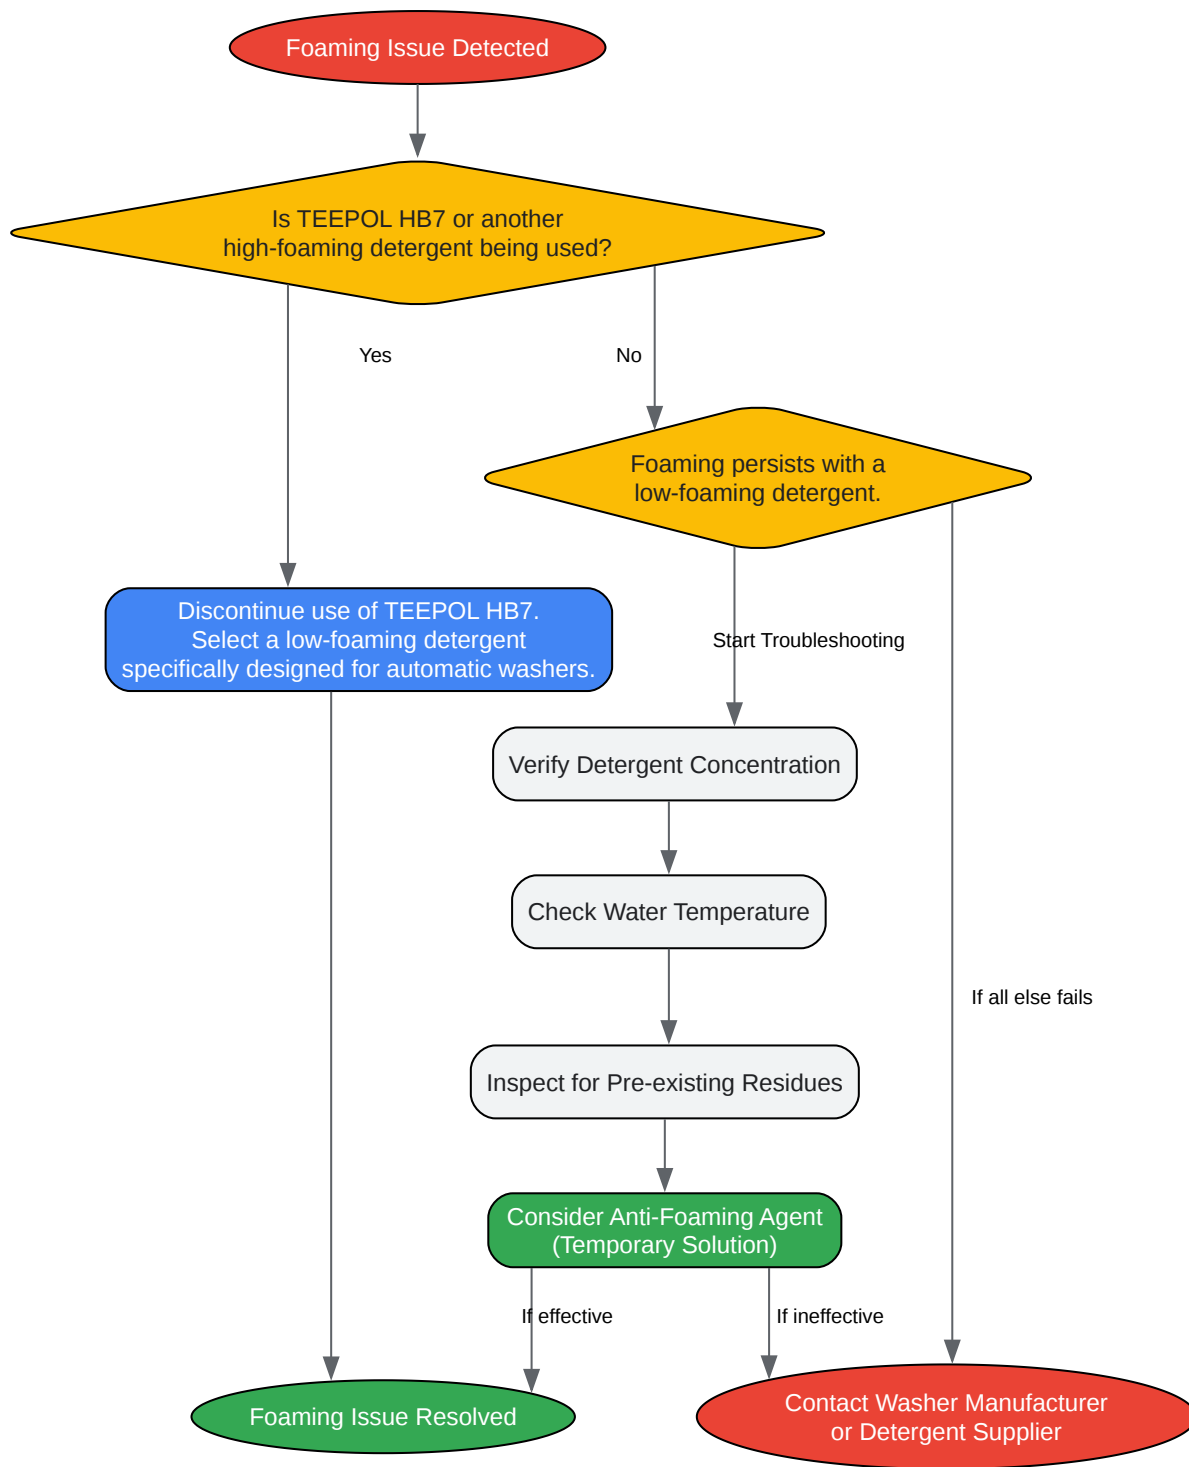 Foaming Issue Detected
Is TEEPOL HB7 or another
high-foaming detergent being used?
Yes
No
Foaming persists with a
low-foaming detergent.
Discontinue use of TEEPOL HB7.
Select a low-foaming detergent
specifically designed for automatic washers.
Start Troubleshooting
Verify Detergent Concentration
Check Water Temperature
If all else fails
Inspect for Pre-existing Residues
Consider Anti-Foaming Agent
(Temporary Solution)
If effective
If ineffective
Foaming Issue Resolved
Contact Washer Manufacturer
or Detergent Supplier